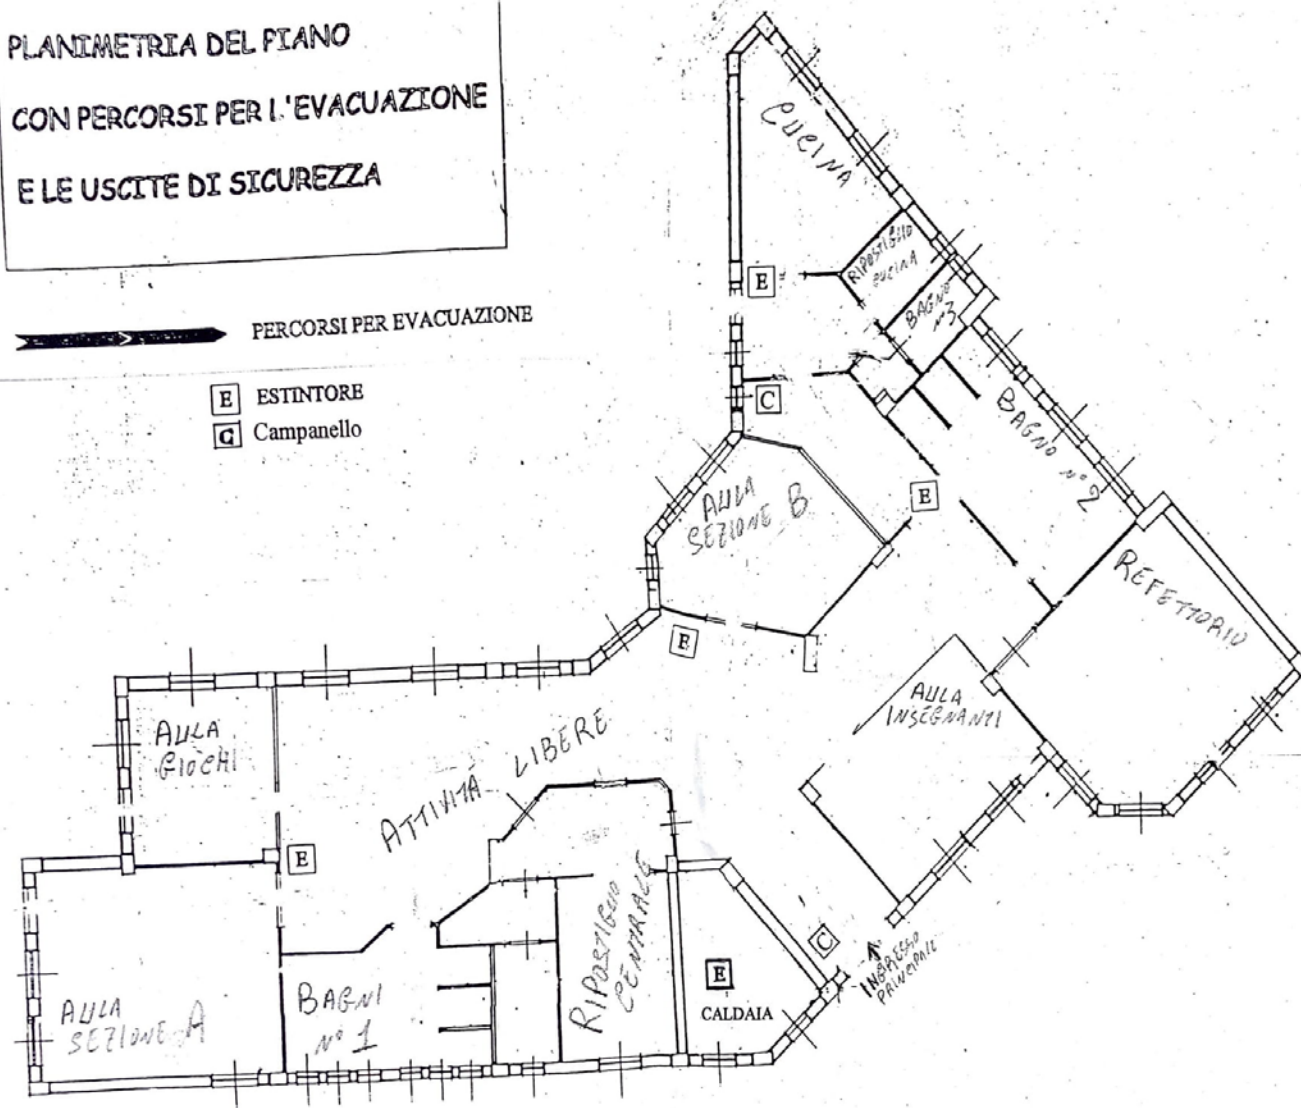 PLANIMETRIA DEL PIANO
CON PERCORSI PER L'EVACUAZIONE
E LE USCITE DI SICUREZZA
PERCORSI PER EVACUAZIONE
E ESTINTORE
C Campanello
CUCINA
RIPOSTIGLIO
CUCINA
E
BAGNO
N°3
C
BAGNO N° 2
AULA
SEZIONE B
E
REFETTORIO
E
AULA
INSEGNANTI
AULA
GIOCHI
ATTIVITÀ LIBERE
E
RIPOSTIGLIO
CENTRALE
C
INGRESSO
PRINCIPALE
E
CALDAIA
BAGNI
N° 1
AULA
SEZIONE A